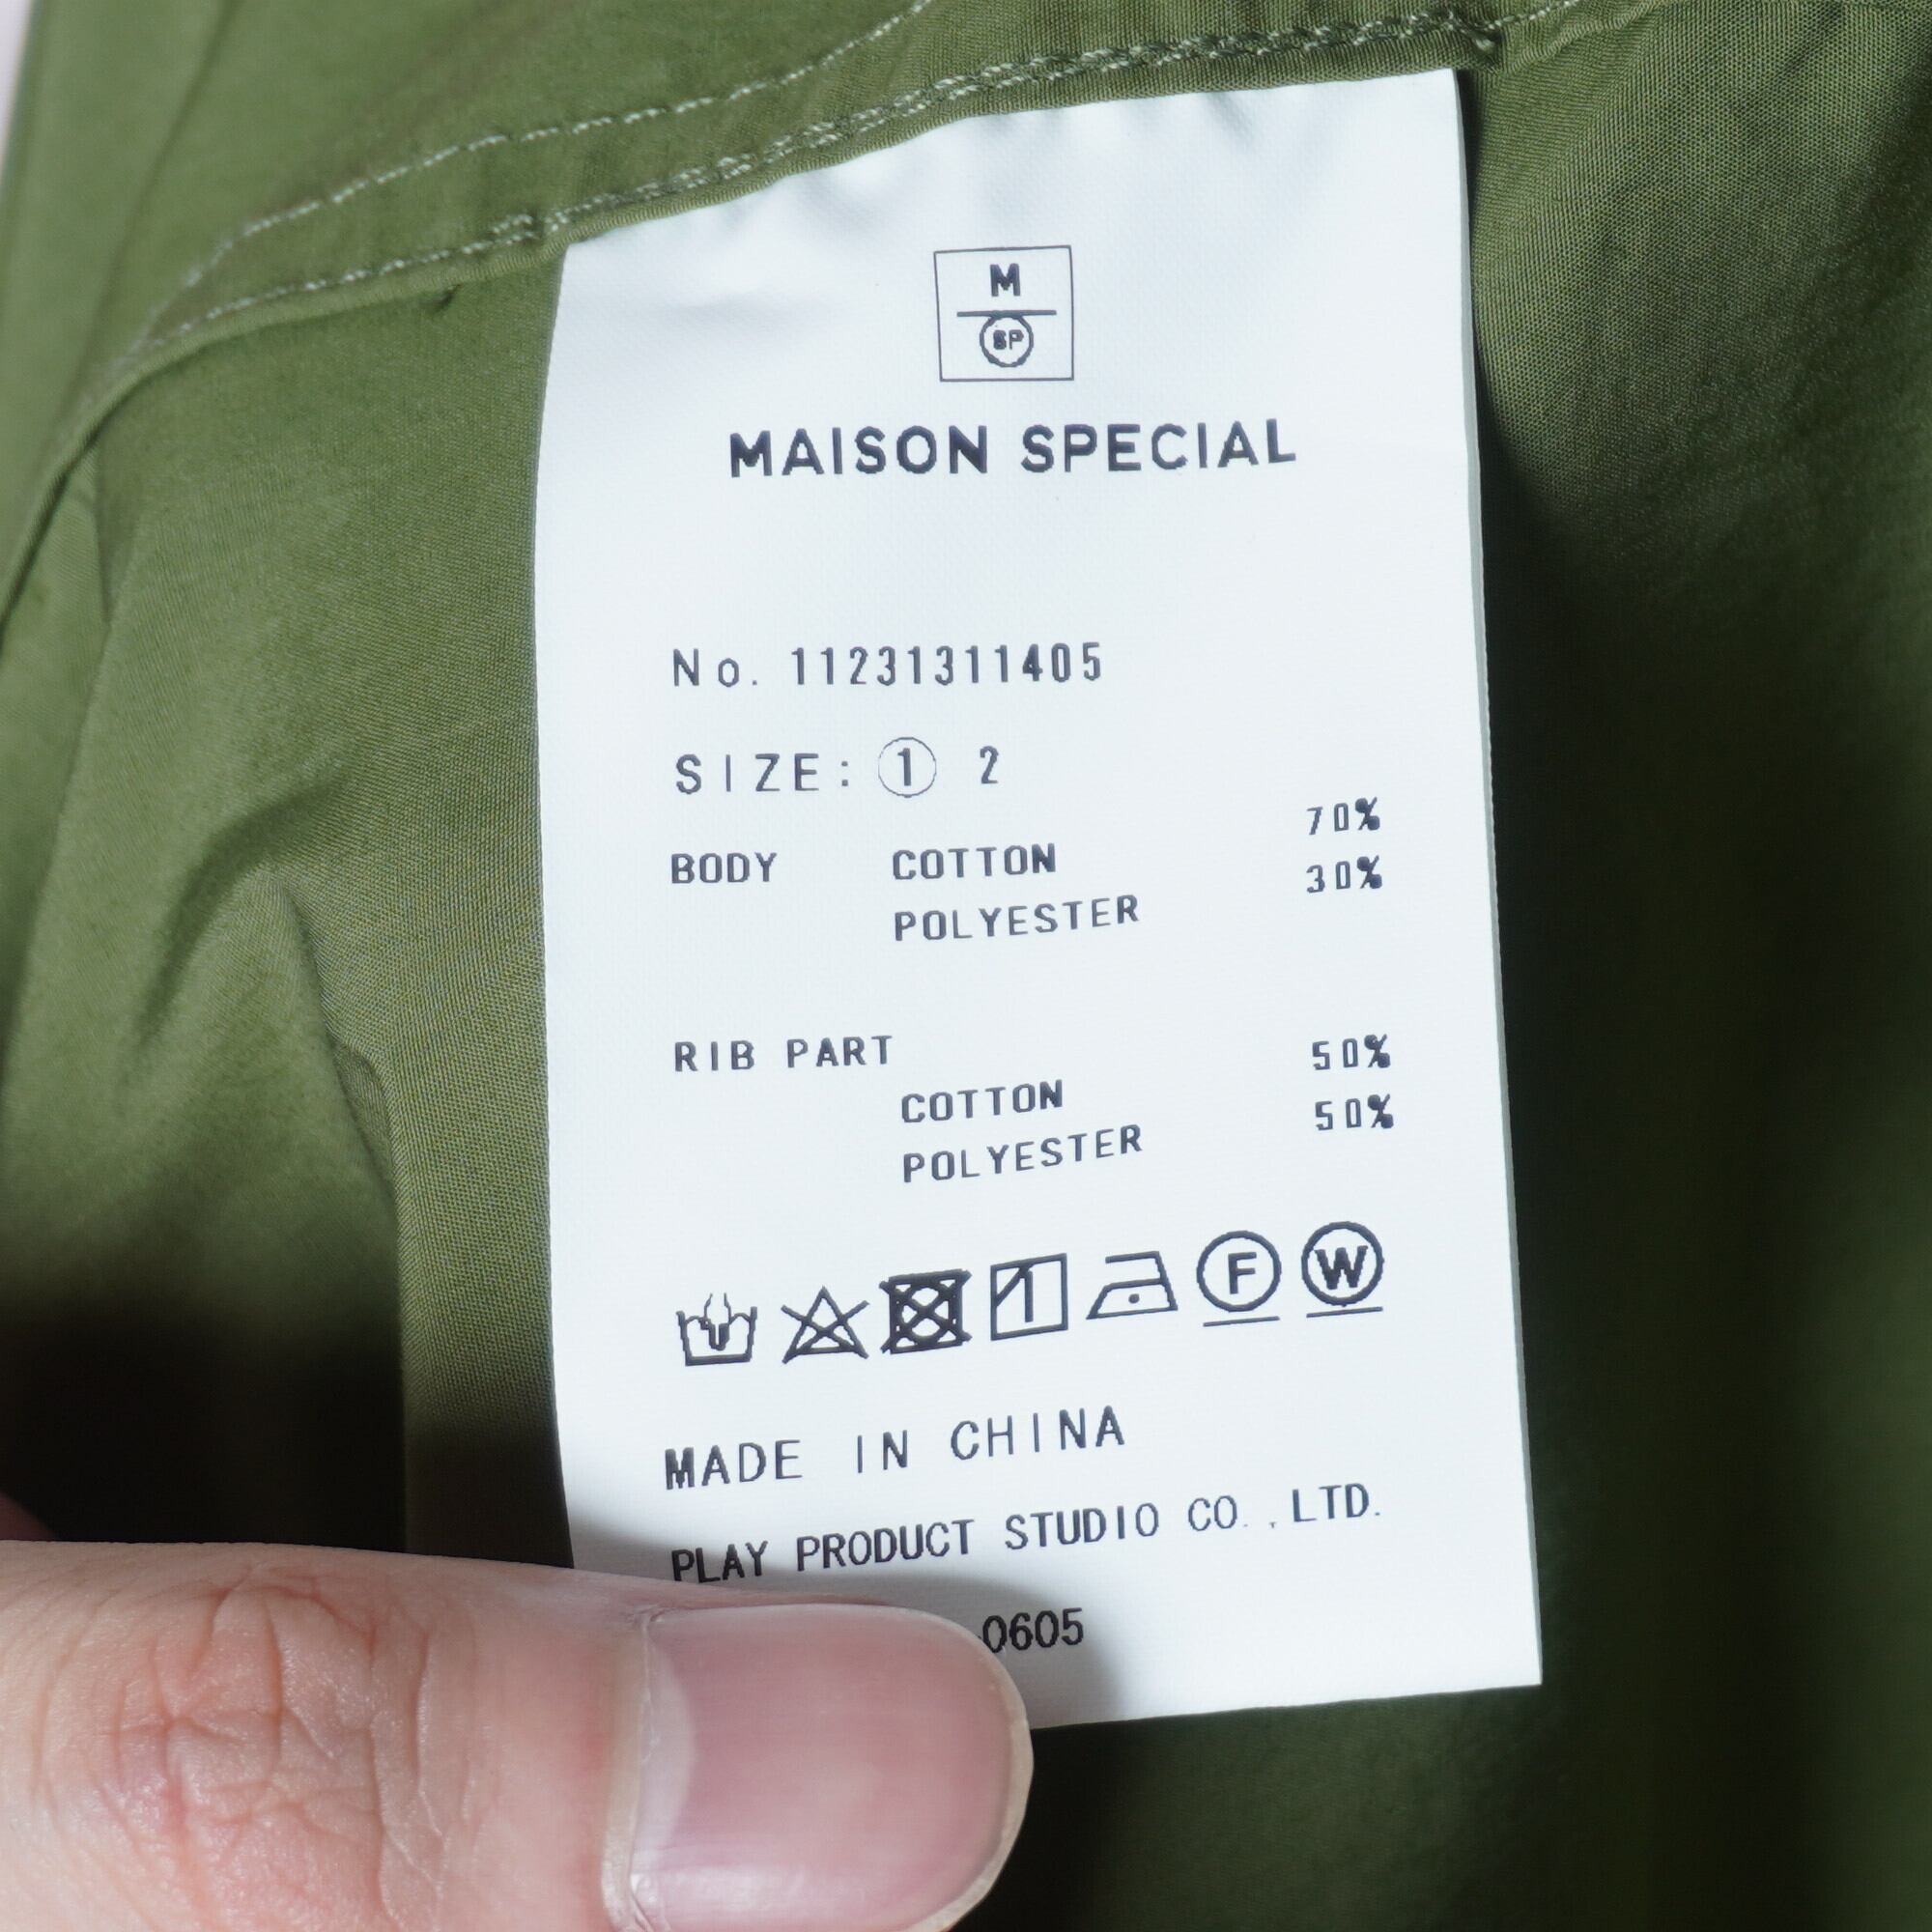 M
SP
MAISON SPECIAL
No. 11231311405
SIZE: ① 2
BODY COTTON 70%
POLYESTER 30%
RIB PART
COTTON 50%
POLYESTER 50%
F W
MADE IN CHINA
PLAY PRODUCT STUDIO CO.,LTD.
0605